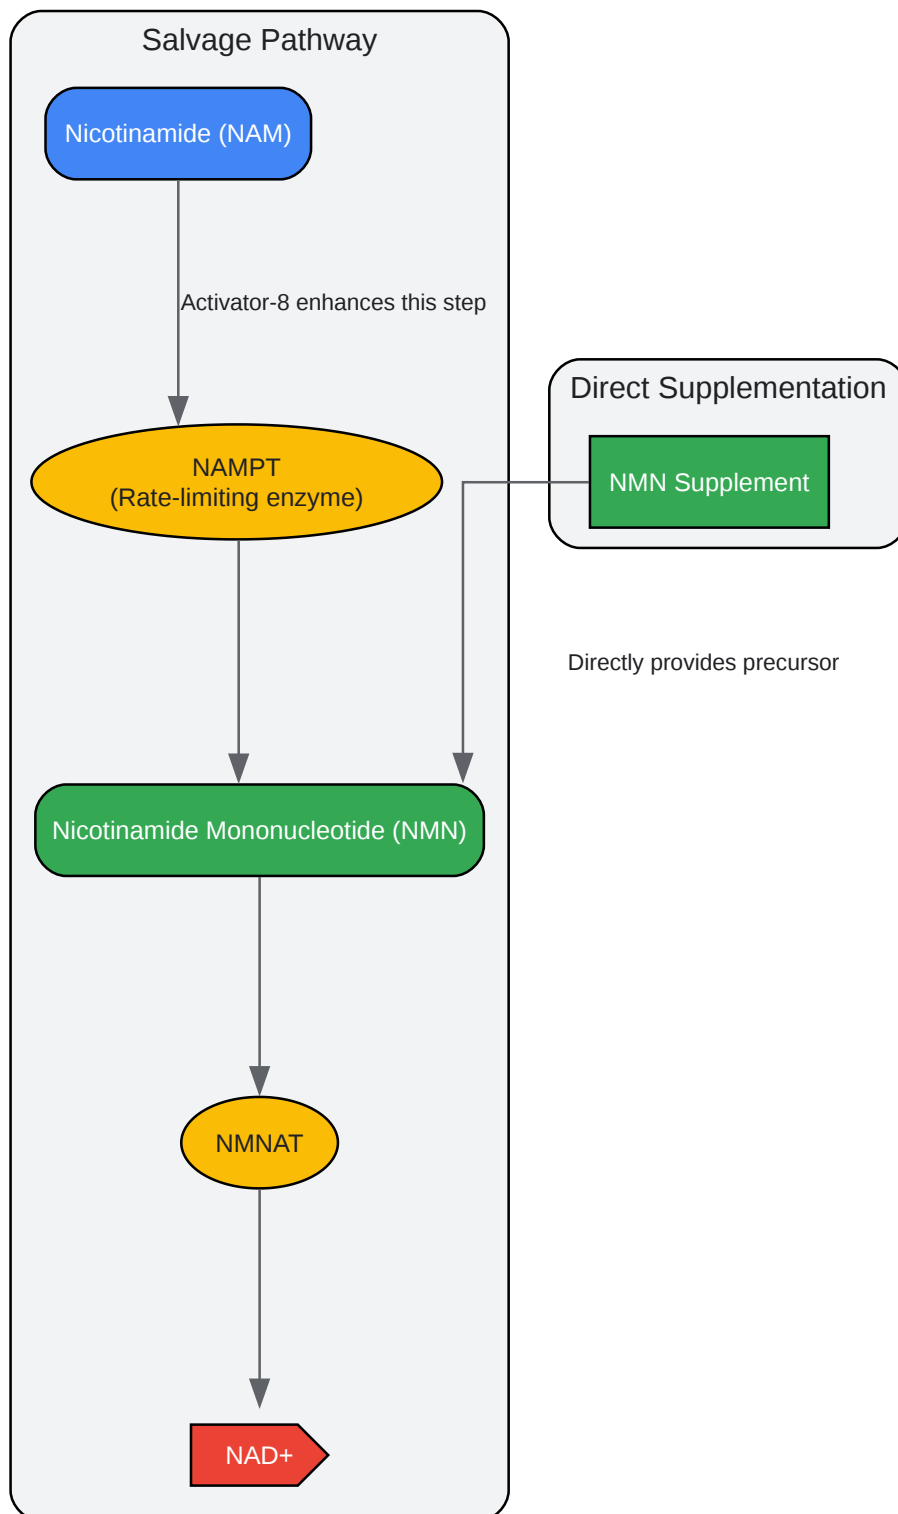 Salvage Pathway
Nicotinamide (NAM)
Activator-8 enhances this step
NAMPT
(Rate-limiting enzyme)
Direct Supplementation
NMN Supplement
Directly provides precursor
Nicotinamide Mononucleotide (NMN)
NMNAT
NAD+